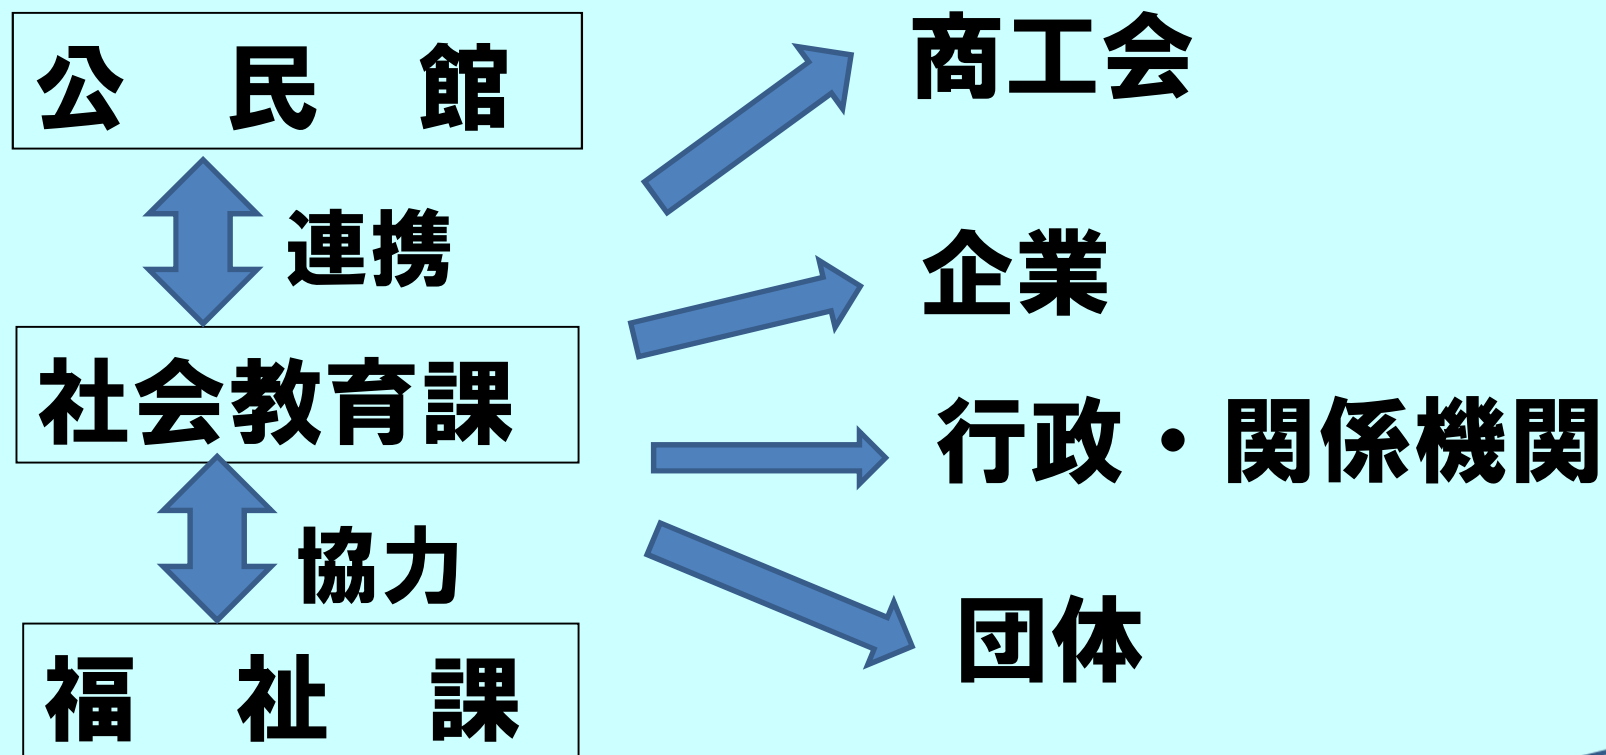 公　民　館
連携
社会教育課
協力
福　祉　課
商工会
企業
行政・関係機関
団体